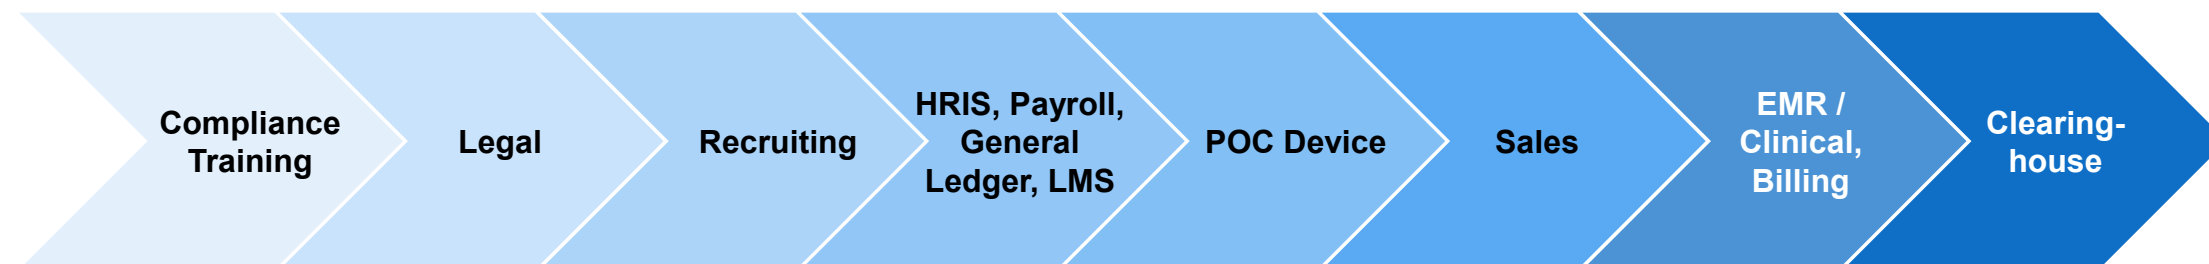 Compliance
Training
Legal
Recruiting
HRIS, Payroll,
General
Ledger, LMS
POC Device
Sales
EMR /
Clinical,
Billing
Clearing-
house